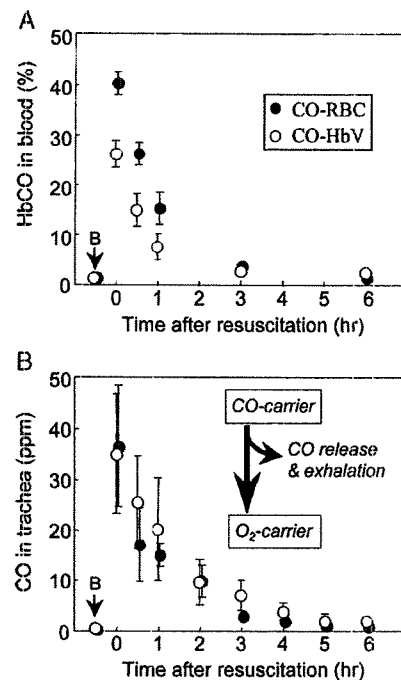 A
HbCO in blood (%)
50
40
30
20
10
0
CO-RBC
CO-HbV
B
0 1 2 3 4 5 6
Time after resuscitation (hr)
B
CO in trachea (ppm)
50
40
30
20
10
0
CO-carrier
CO release
& exhalation
O₂-carrier
B
0 1 2 3 4 5 6
Time after resuscitation (hr)